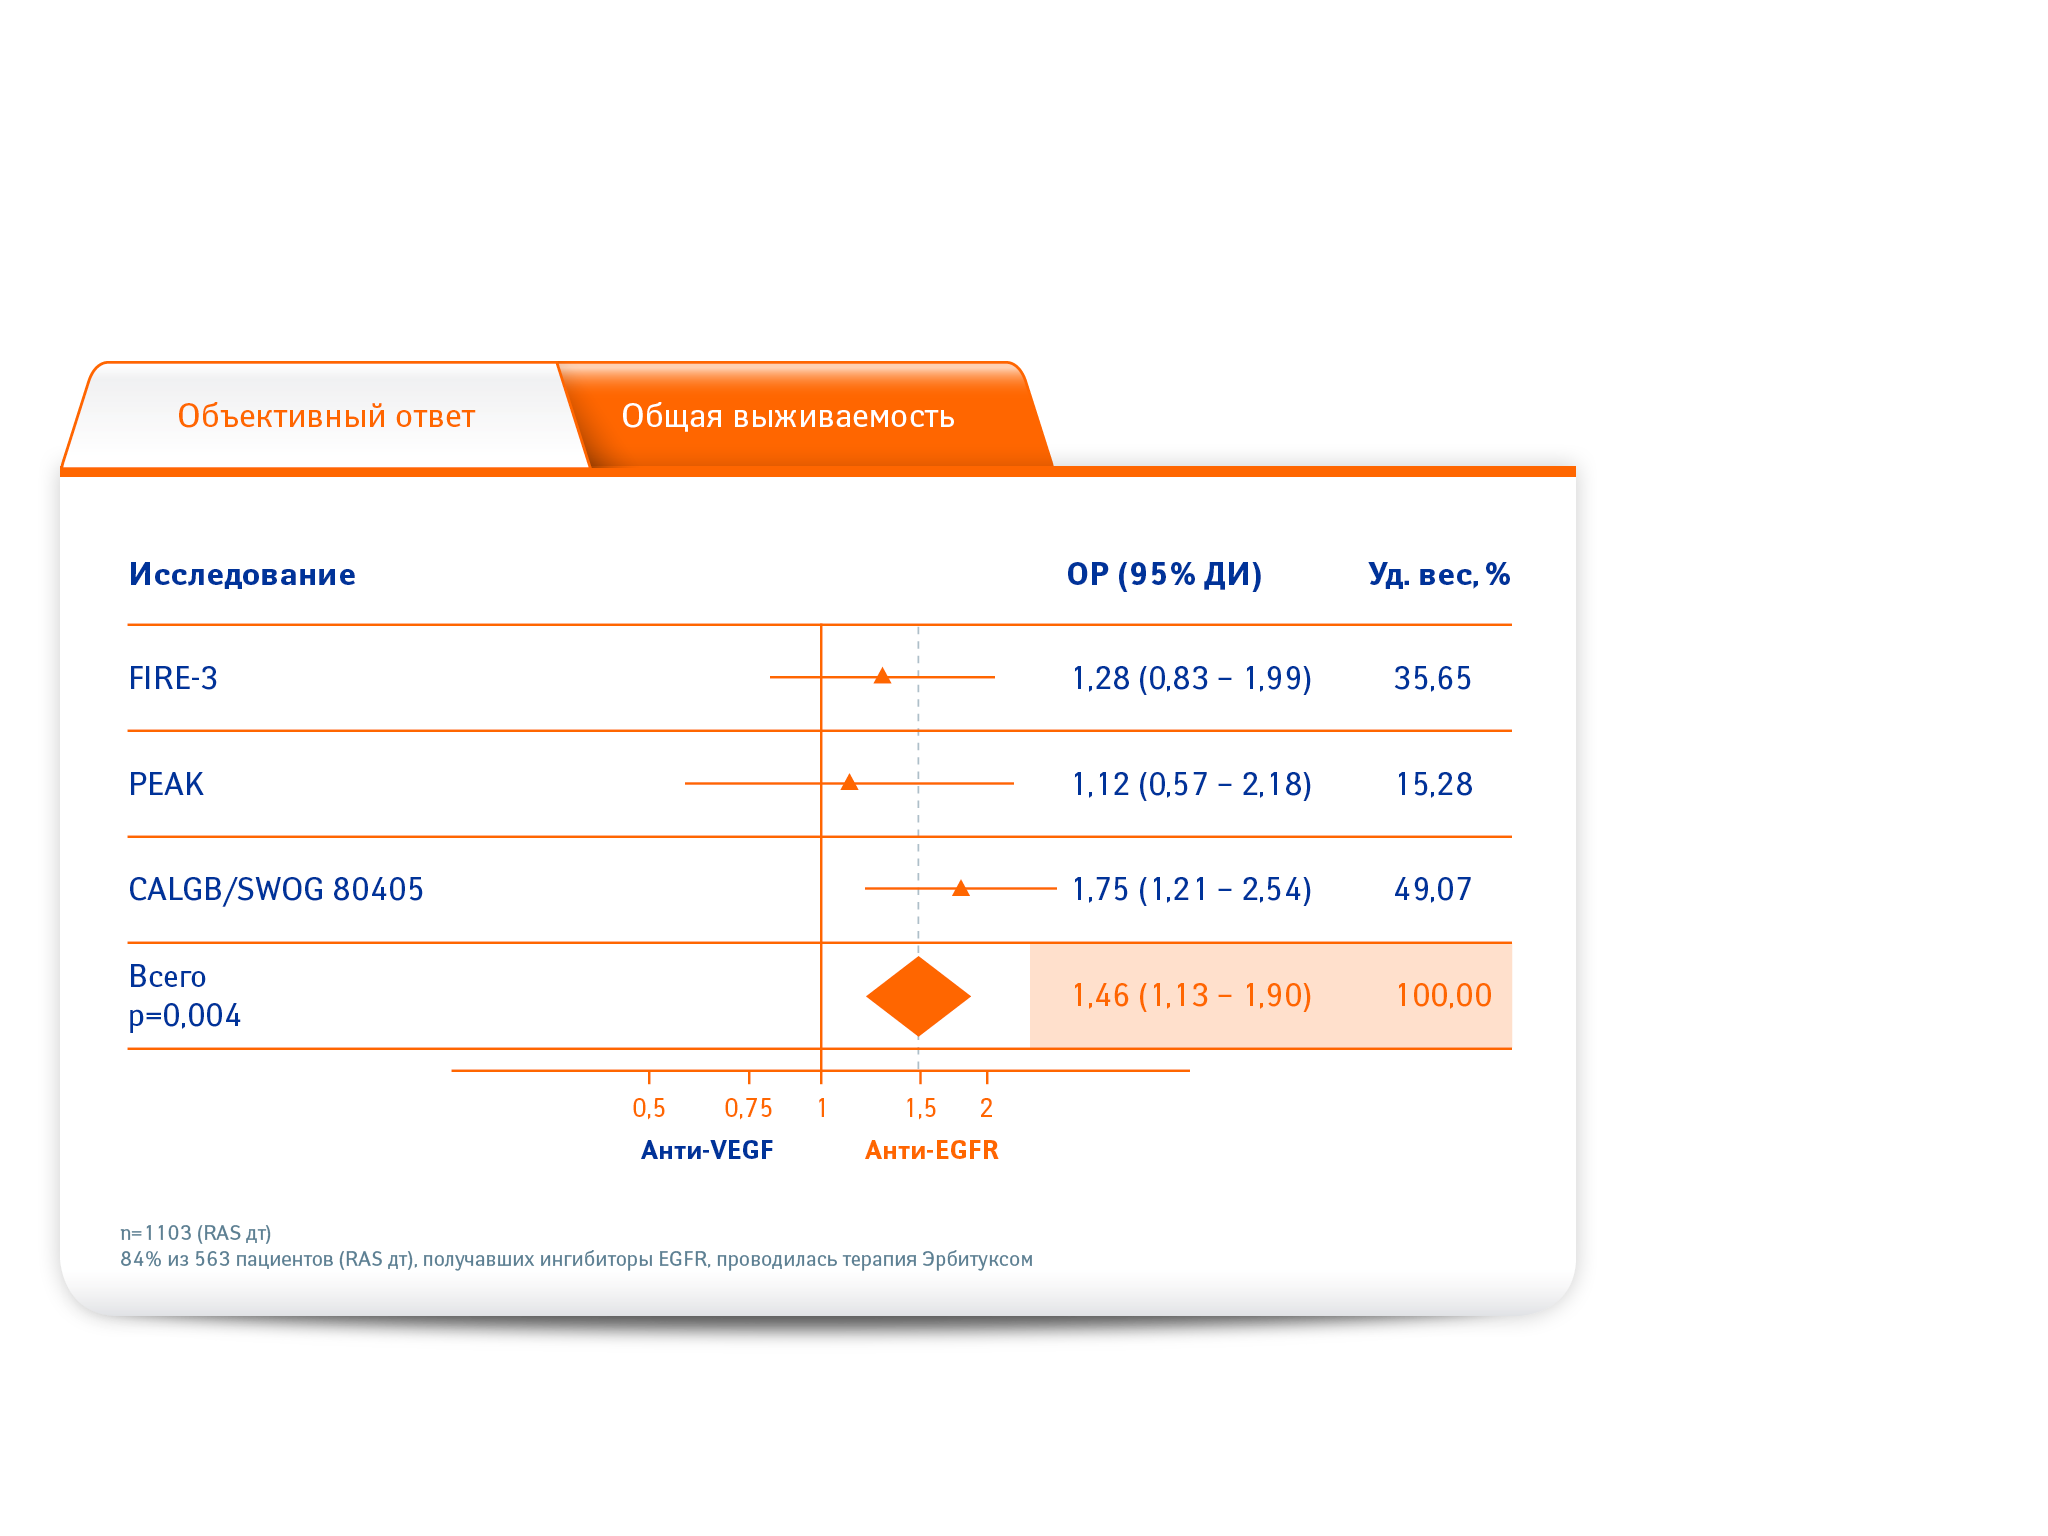 Объективный ответ
Общая выживаемость
Исследование ОР (95% ДИ) Уд. вес, %
FIRE-3 1,28 (0,83 – 1,99) 35,65
PEAK 1,12 (0,57 – 2,18) 15,28
CALGB/SWOG 80405 1,75 (1,21 – 2,54) 49,07
Всего
p=0,004 1,46 (1,13 – 1,90) 100,00
0,5 0,75 1 1,5 2
Анти-VEGF Анти-EGFR
n=1103 (RAS дт)
84% из 563 пациентов (RAS дт), получавших ингибиторы EGFR, проводилась терапия Эрбитуксом